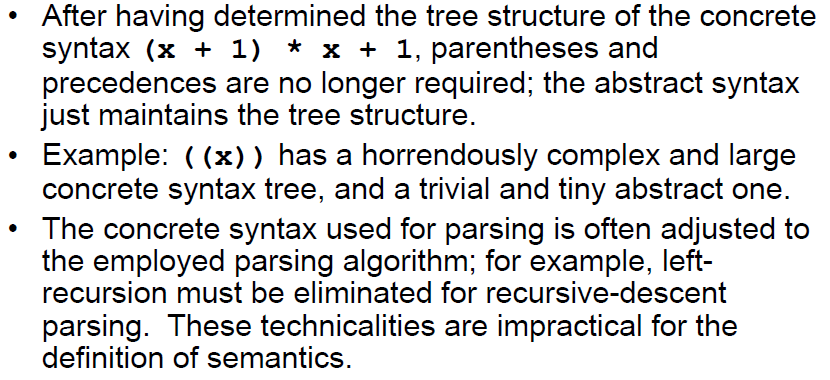 • After having determined the tree structure of the concrete
syntax (x + 1) * x + 1, parentheses and
precedences are no longer required; the abstract syntax
just maintains the tree structure.
• Example: ((x)) has a horrendously complex and large
concrete syntax tree, and a trivial and tiny abstract one.
• The concrete syntax used for parsing is often adjusted to
the employed parsing algorithm; for example, left-
recursion must be eliminated for recursive-descent
parsing. These technicalities are impractical for the
definition of semantics.